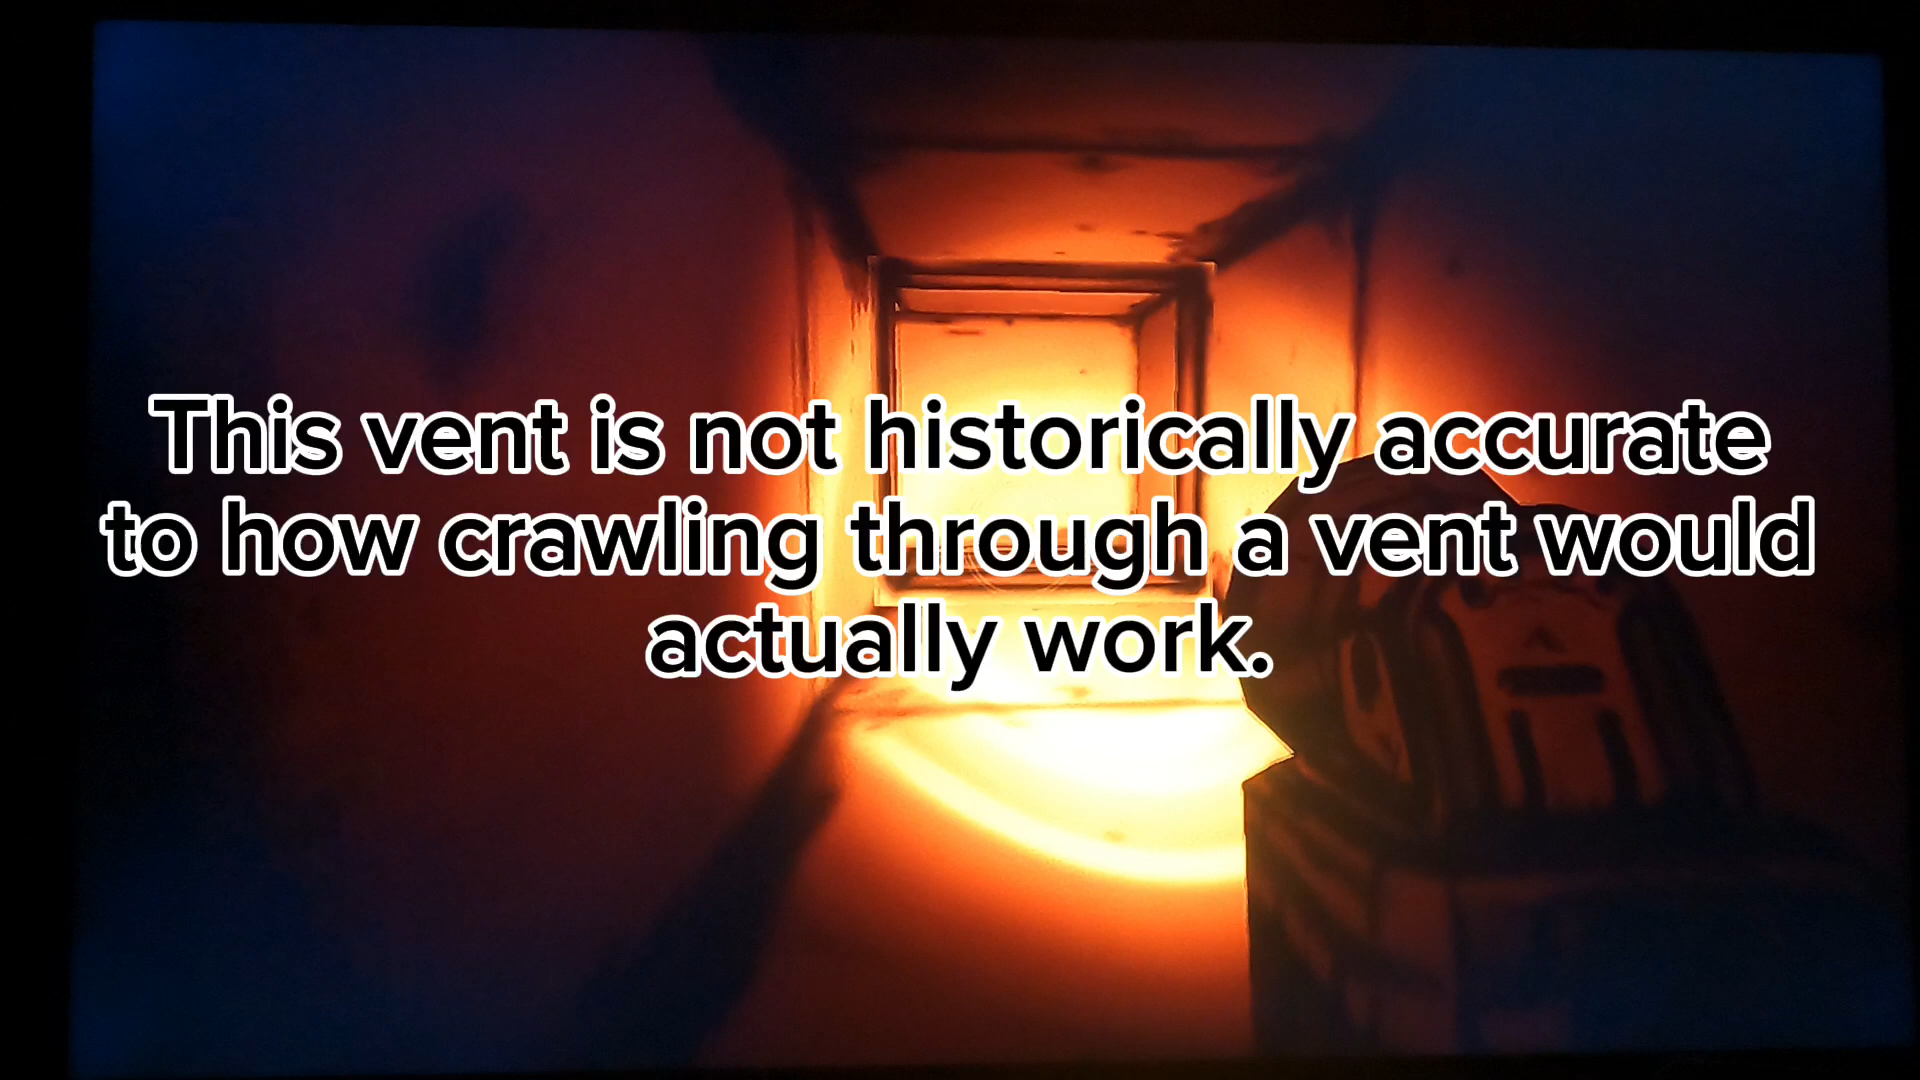 This vent is not historically accurate
to how crawling through a vent would
actually work.